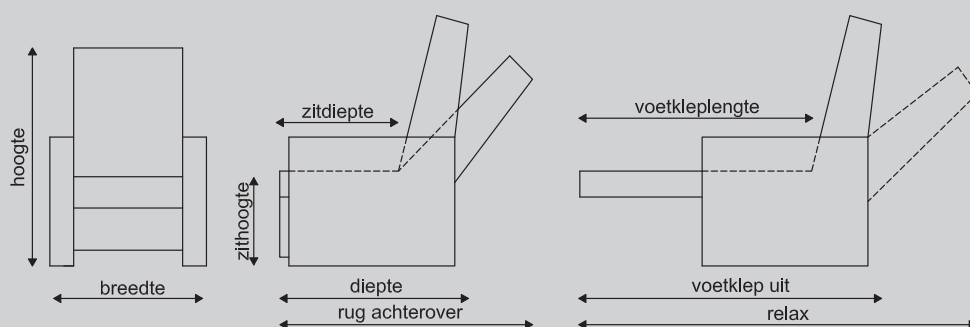 hoogte
breedte
zitdiepte
zithoogte
diepte
rug achterover
voetkleplengte
voetklep uit
relax